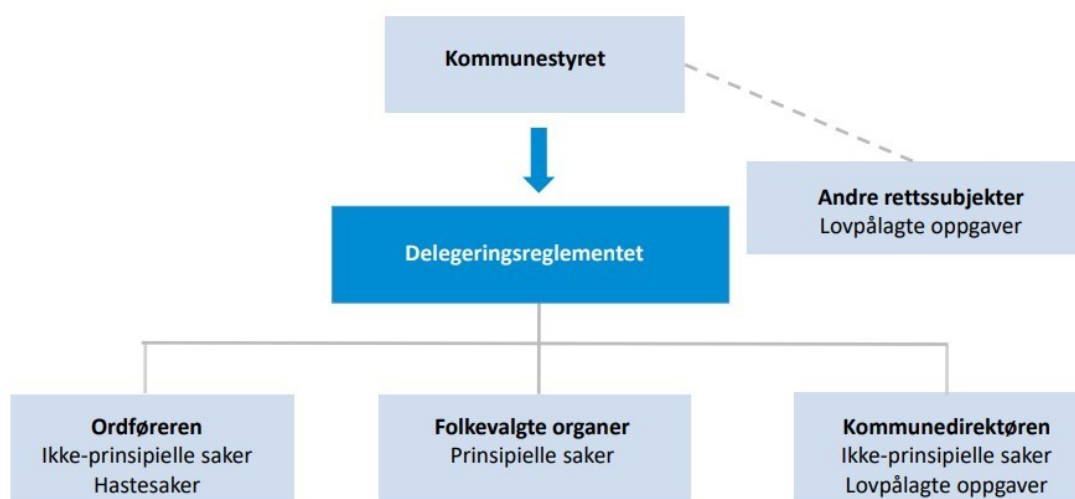 Kommunestyret
Andre rettssubjekter
Lovpålagte oppgaver
Delegeringsreglementet
Ordføreren
Ikke-prinsipielle saker
Hastesaker
Folkevalgte organer
Prinsipielle saker
Kommunedirektøren
Ikke-prinsipielle saker
Lovpålagte oppgaver